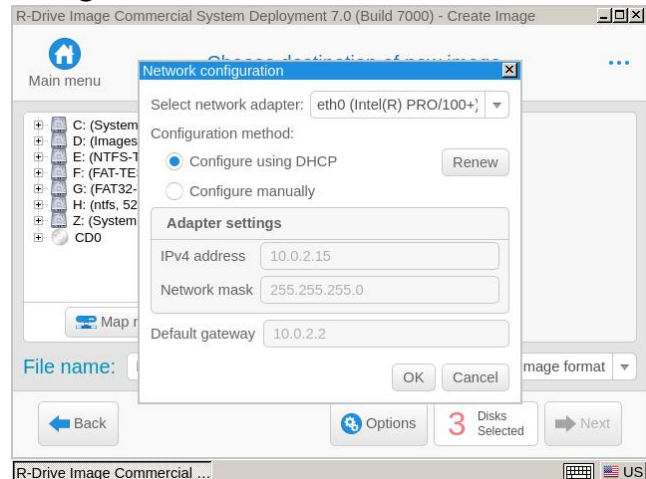 R-Drive Image Commercial System Deployment 7.0 (Build 7000) - Create Image
Main menu
Network configuration
Select network adapter: eth0 (Intel(R) PRO/100+)
Configuration method:
Configure using DHCP
Renew
Configure manually
Adapter settings
IPv4 address 10.0.2.15
Network mask 255.255.255.0
Default gateway 10.0.2.2
OK Cancel
C: (System
D: (Images
E: (NTFS-T
F: (FAT-TE
G: (FAT32-
H: (ntfs, 52
Z: (System
CD0
Map
File name:
mage format
Back
Options
3 Disks
Selected
Next
R-Drive Image Commercial ...
US